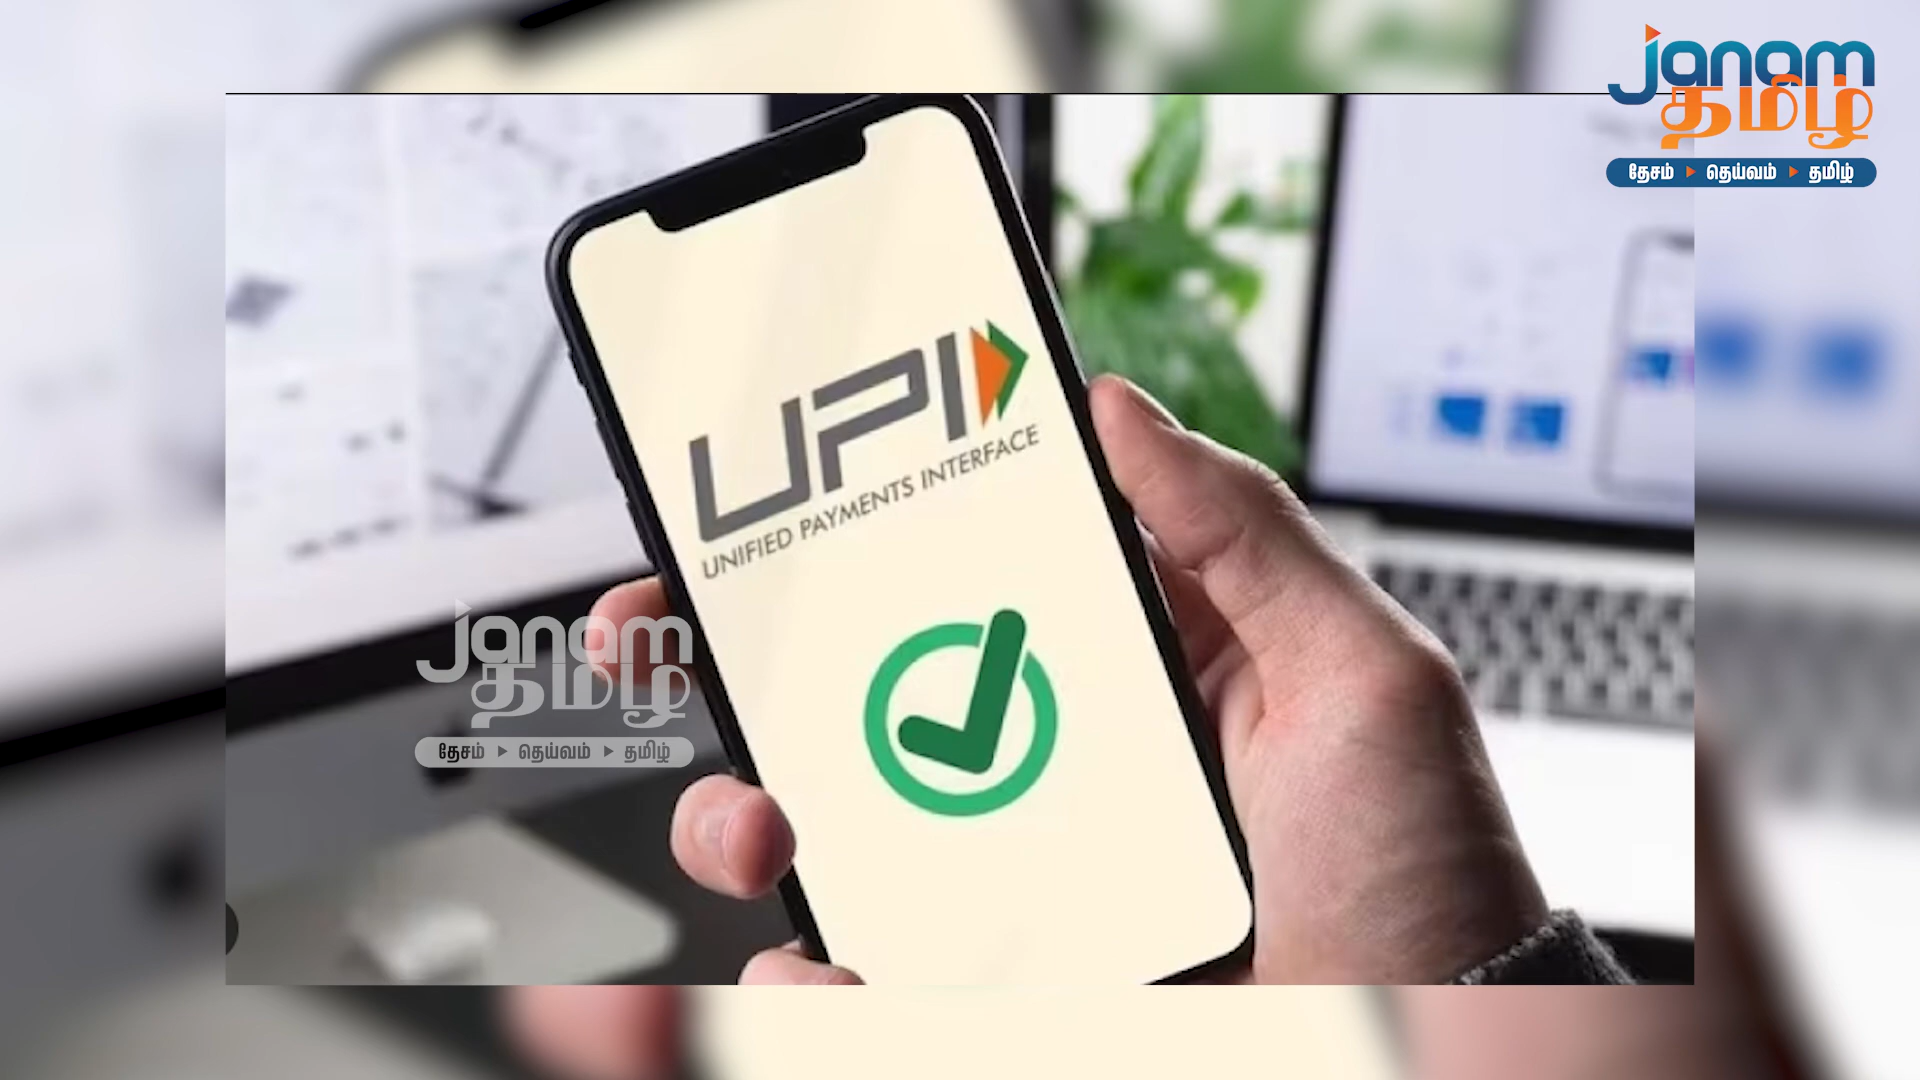 janam
தமிழ்
தேசம் ▸ தெய்வம் ▸ தமிழ்
UPI
UNIFIED PAYMENTS INTERFACE
janam
தமிழ்
தேசம் ▸ தெய்வம் ▸ தமிழ்